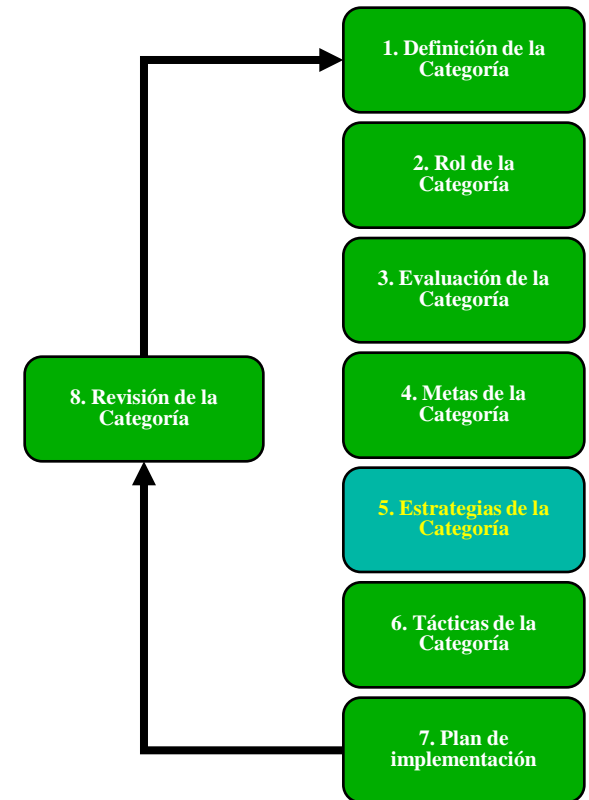 1. Definición de la
Categoría
2. Rol de la
Categoría
3. Evaluación de la
Categoría
4. Metas de la
Categoría
5. Estrategias de la
Categoría
6. Tácticas de la
Categoría
7. Plan de
implementación
8. Revisión de la
Categoría